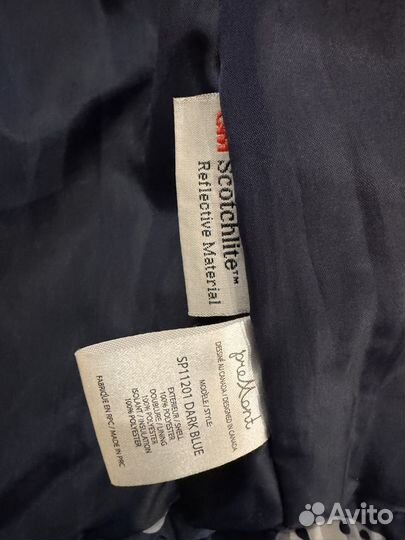 3M
Scotchlite™
Reflective Material
premont
DESSINÉ AU CANADA / DESIGNED IN CANADA
MODÈLE / STYLE:
SP11201 DARK BLUE
EXTERIEUR / SHELL
100% POLYESTER
DOUBLURE / LINING
100% POLYESTER
ISOLANT / INSULATION
100% POLYESTER
FABRIQUÉ EN RPC / MADE IN PRC
Avito